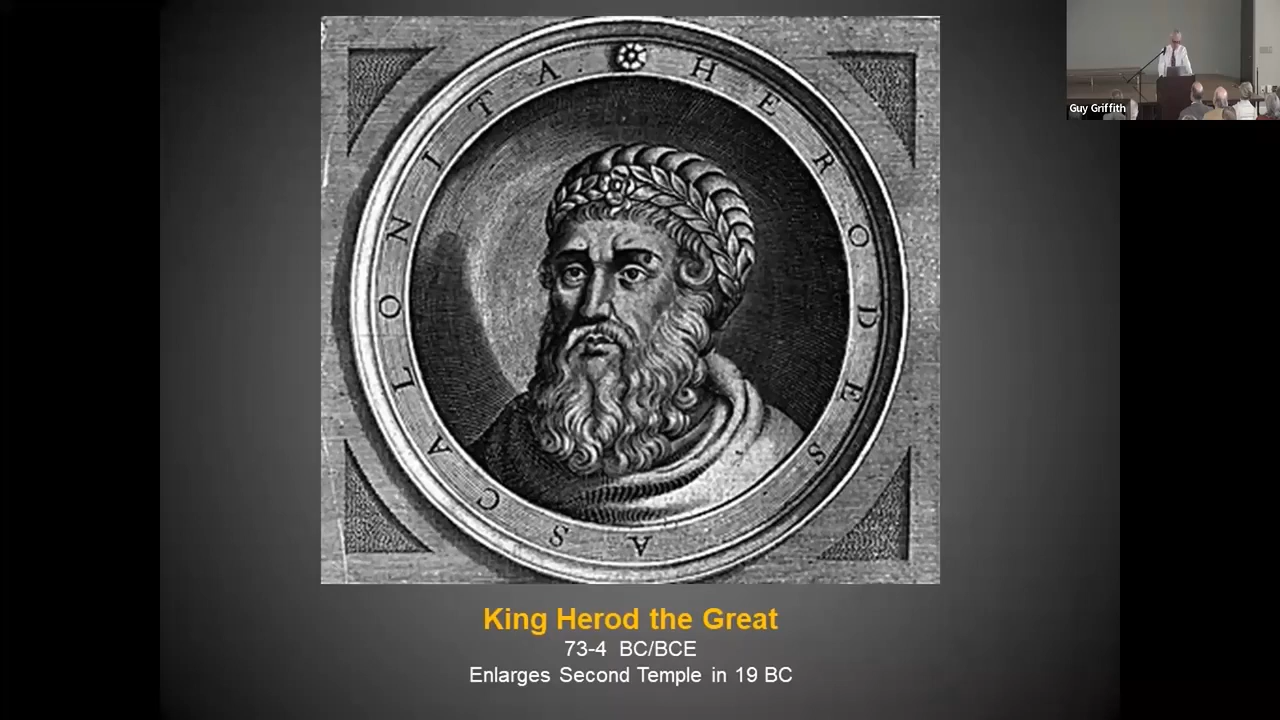 HERODES ASCALONITA.
Guy Griffith
King Herod the Great
73-4 BC/BCE
Enlarges Second Temple in 19 BC